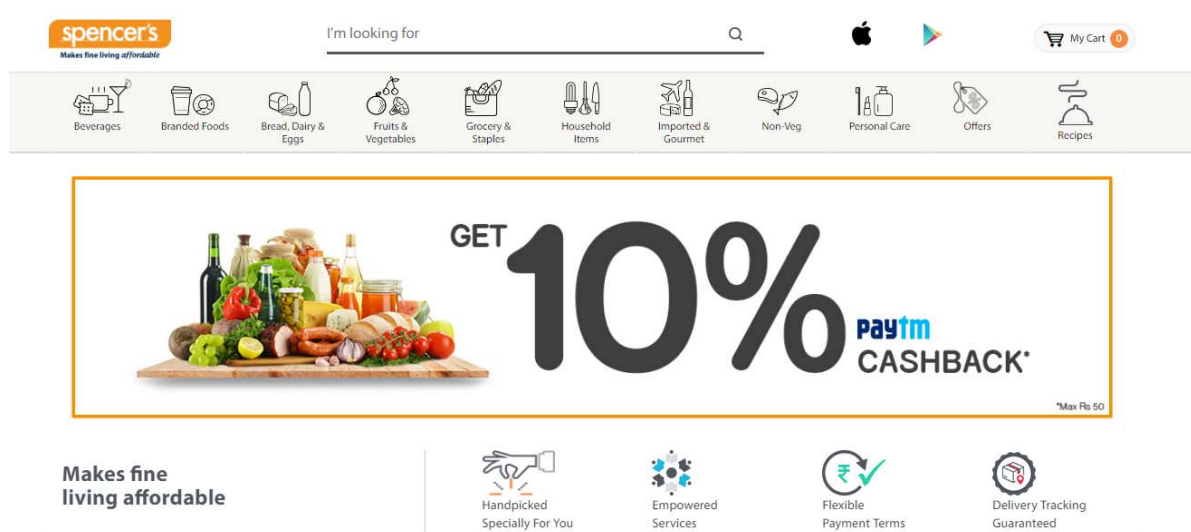 spencer's
Makes fine living affordable
I'm looking for
My Cart 0
Beverages
Branded Foods
Bread, Dairy &
Eggs
Fruits &
Vegetables
Grocery &
Staples
Household
Items
Imported &
Gourmet
Non-Veg
Personal Care
Offers
Recipes
GET
10%
Paytm
CASHBACK*
*Max Rs 50
Makes fine
living affordable
Handpicked
Specially For You
Empowered
Services
Flexible
Payment Terms
Delivery Tracking
Guaranteed